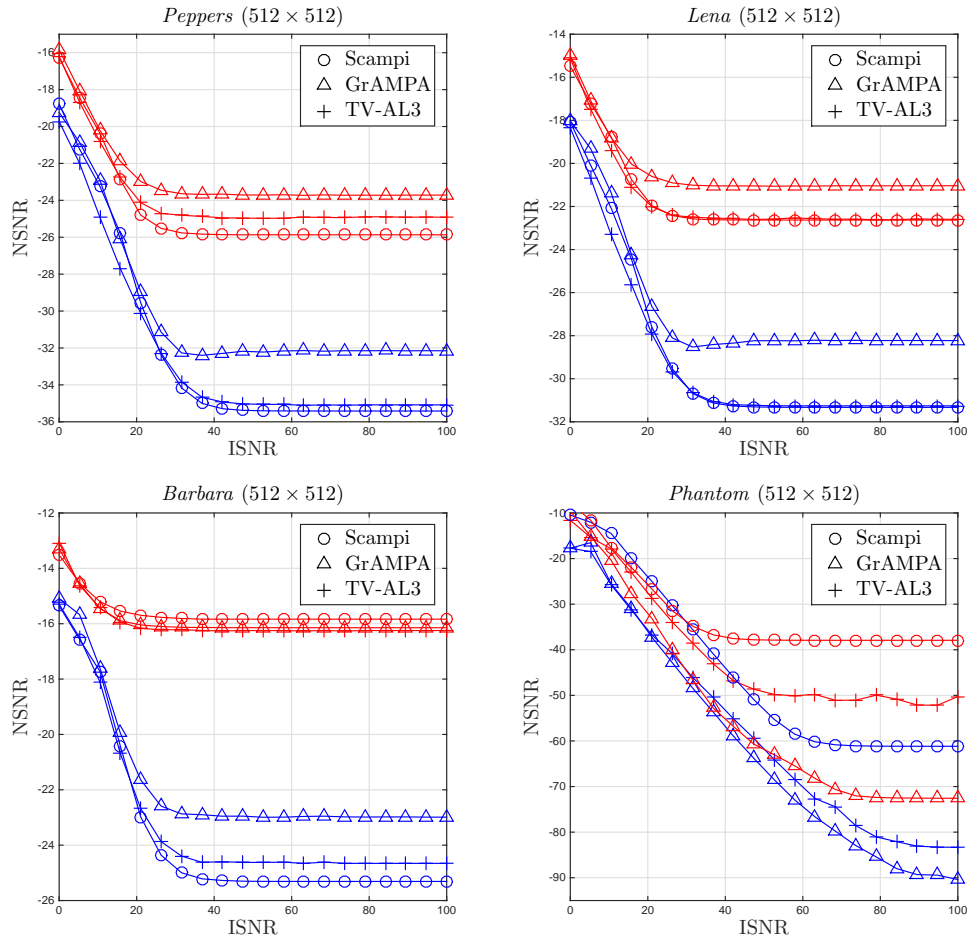 Peppers (512 × 512)
-16
-18
-20
-22
-24
-26
-28
-30
-32
-34
-36
NSNR
0
20
40
60
80
100
ISNR
Scampi
GrAMPA
TV-AL3
Lena (512 × 512)
-14
-16
-18
-20
-22
-24
-26
-28
-30
-32
NSNR
0
20
40
60
80
100
ISNR
Scampi
GrAMPA
TV-AL3
Barbara (512 × 512)
-12
-14
-16
-18
-20
-22
-24
-26
NSNR
0
20
40
60
80
100
ISNR
Scampi
GrAMPA
TV-AL3
Phantom (512 × 512)
-10
-20
-30
-40
-50
-60
-70
-80
-90
NSNR
0
20
40
60
80
100
ISNR
Scampi
GrAMPA
TV-AL3